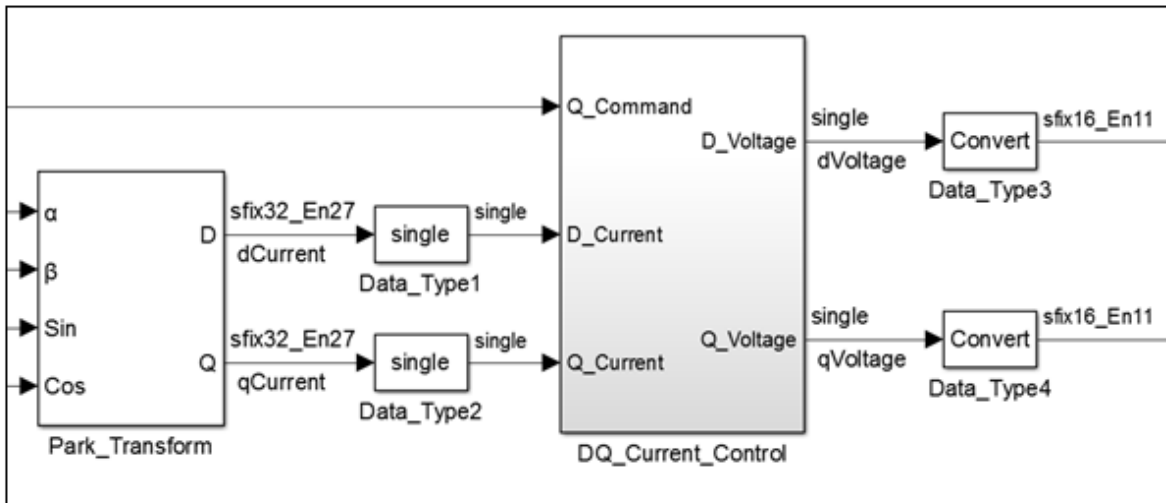 Q_Command
single
D_Voltage
dVoltage
Convert
sfix16_En11
Data_Type3
α
β
Sin
Cos
D
Q
Park_Transform
sfix32_En27
dCurrent
single
single
Data_Type1
D_Current
sfix32_En27
qCurrent
single
single
Data_Type2
Q_Current
single
Q_Voltage
qVoltage
Convert
sfix16_En11
Data_Type4
DQ_Current_Control